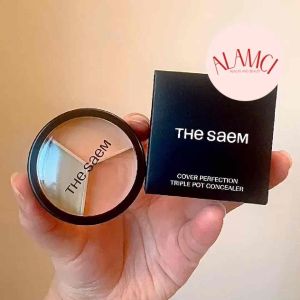 ALAMCI
THE SAEM
THE SAEM
COVER PERFECTION
TRIPLE POT CONCEALER